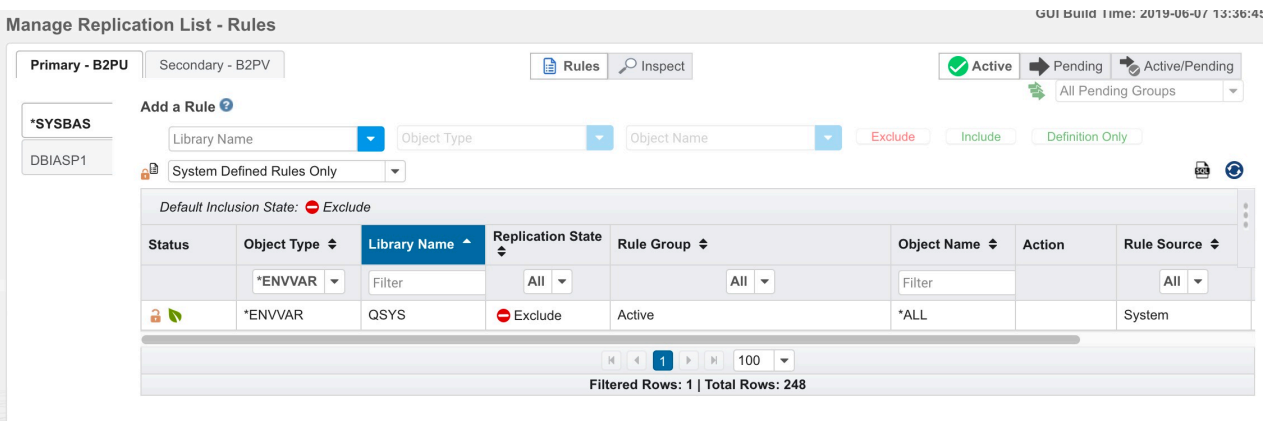 GUI Build Time: 2019-06-07 13:36:45
Manage Replication List - Rules
Primary - B2PU Secondary - B2PV Rules Inspect Active Pending Active/Pending
All Pending Groups
Add a Rule ?
*SYSBAS
Library Name Object Type Object Name Exclude Include Definition Only
DBIASP1
System Defined Rules Only SQL
Default Inclusion State: Exclude
Status Object Type Library Name Replication State Rule Group Object Name Action Rule Source
*ENVVAR Filter All All Filter All
*ENVVAR QSYS Exclude Active *ALL System
1 100
Filtered Rows: 1 | Total Rows: 248